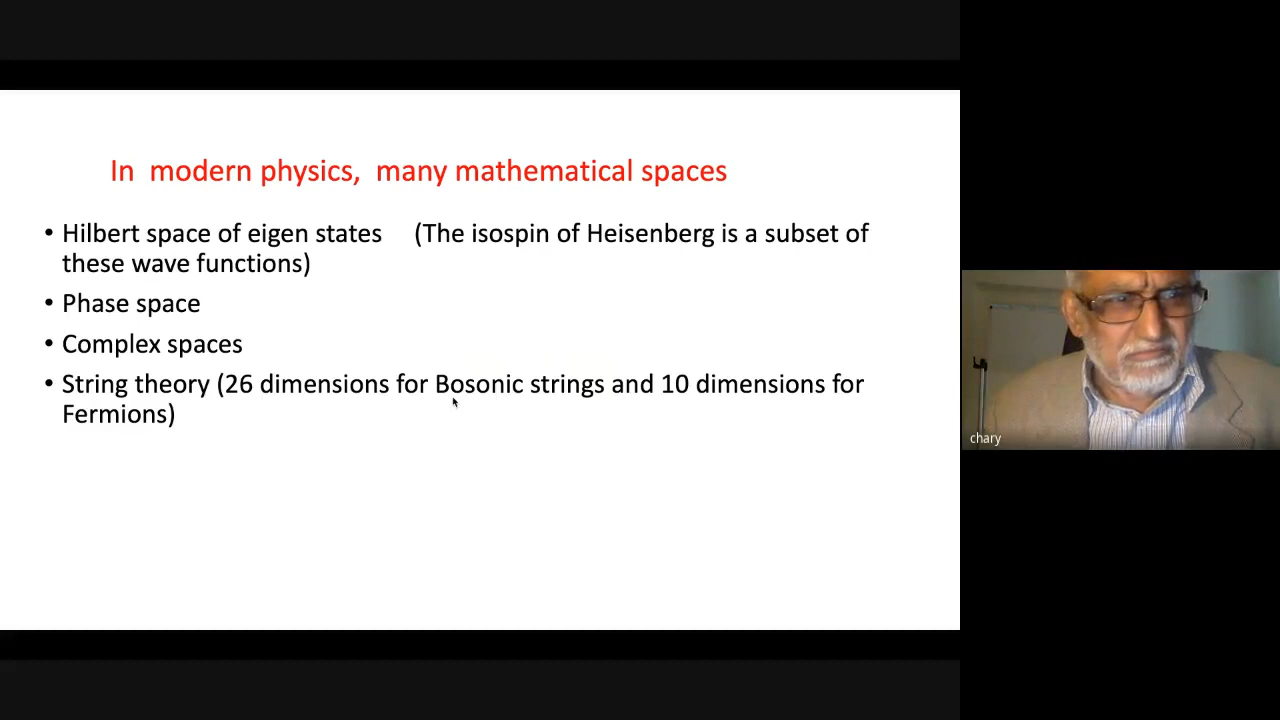 In modern physics, many mathematical spaces
• Hilbert space of eigen states (The isospin of Heisenberg is a subset of
these wave functions)
• Phase space
• Complex spaces
• String theory (26 dimensions for Bosonic strings and 10 dimensions for
Fermions)
chary